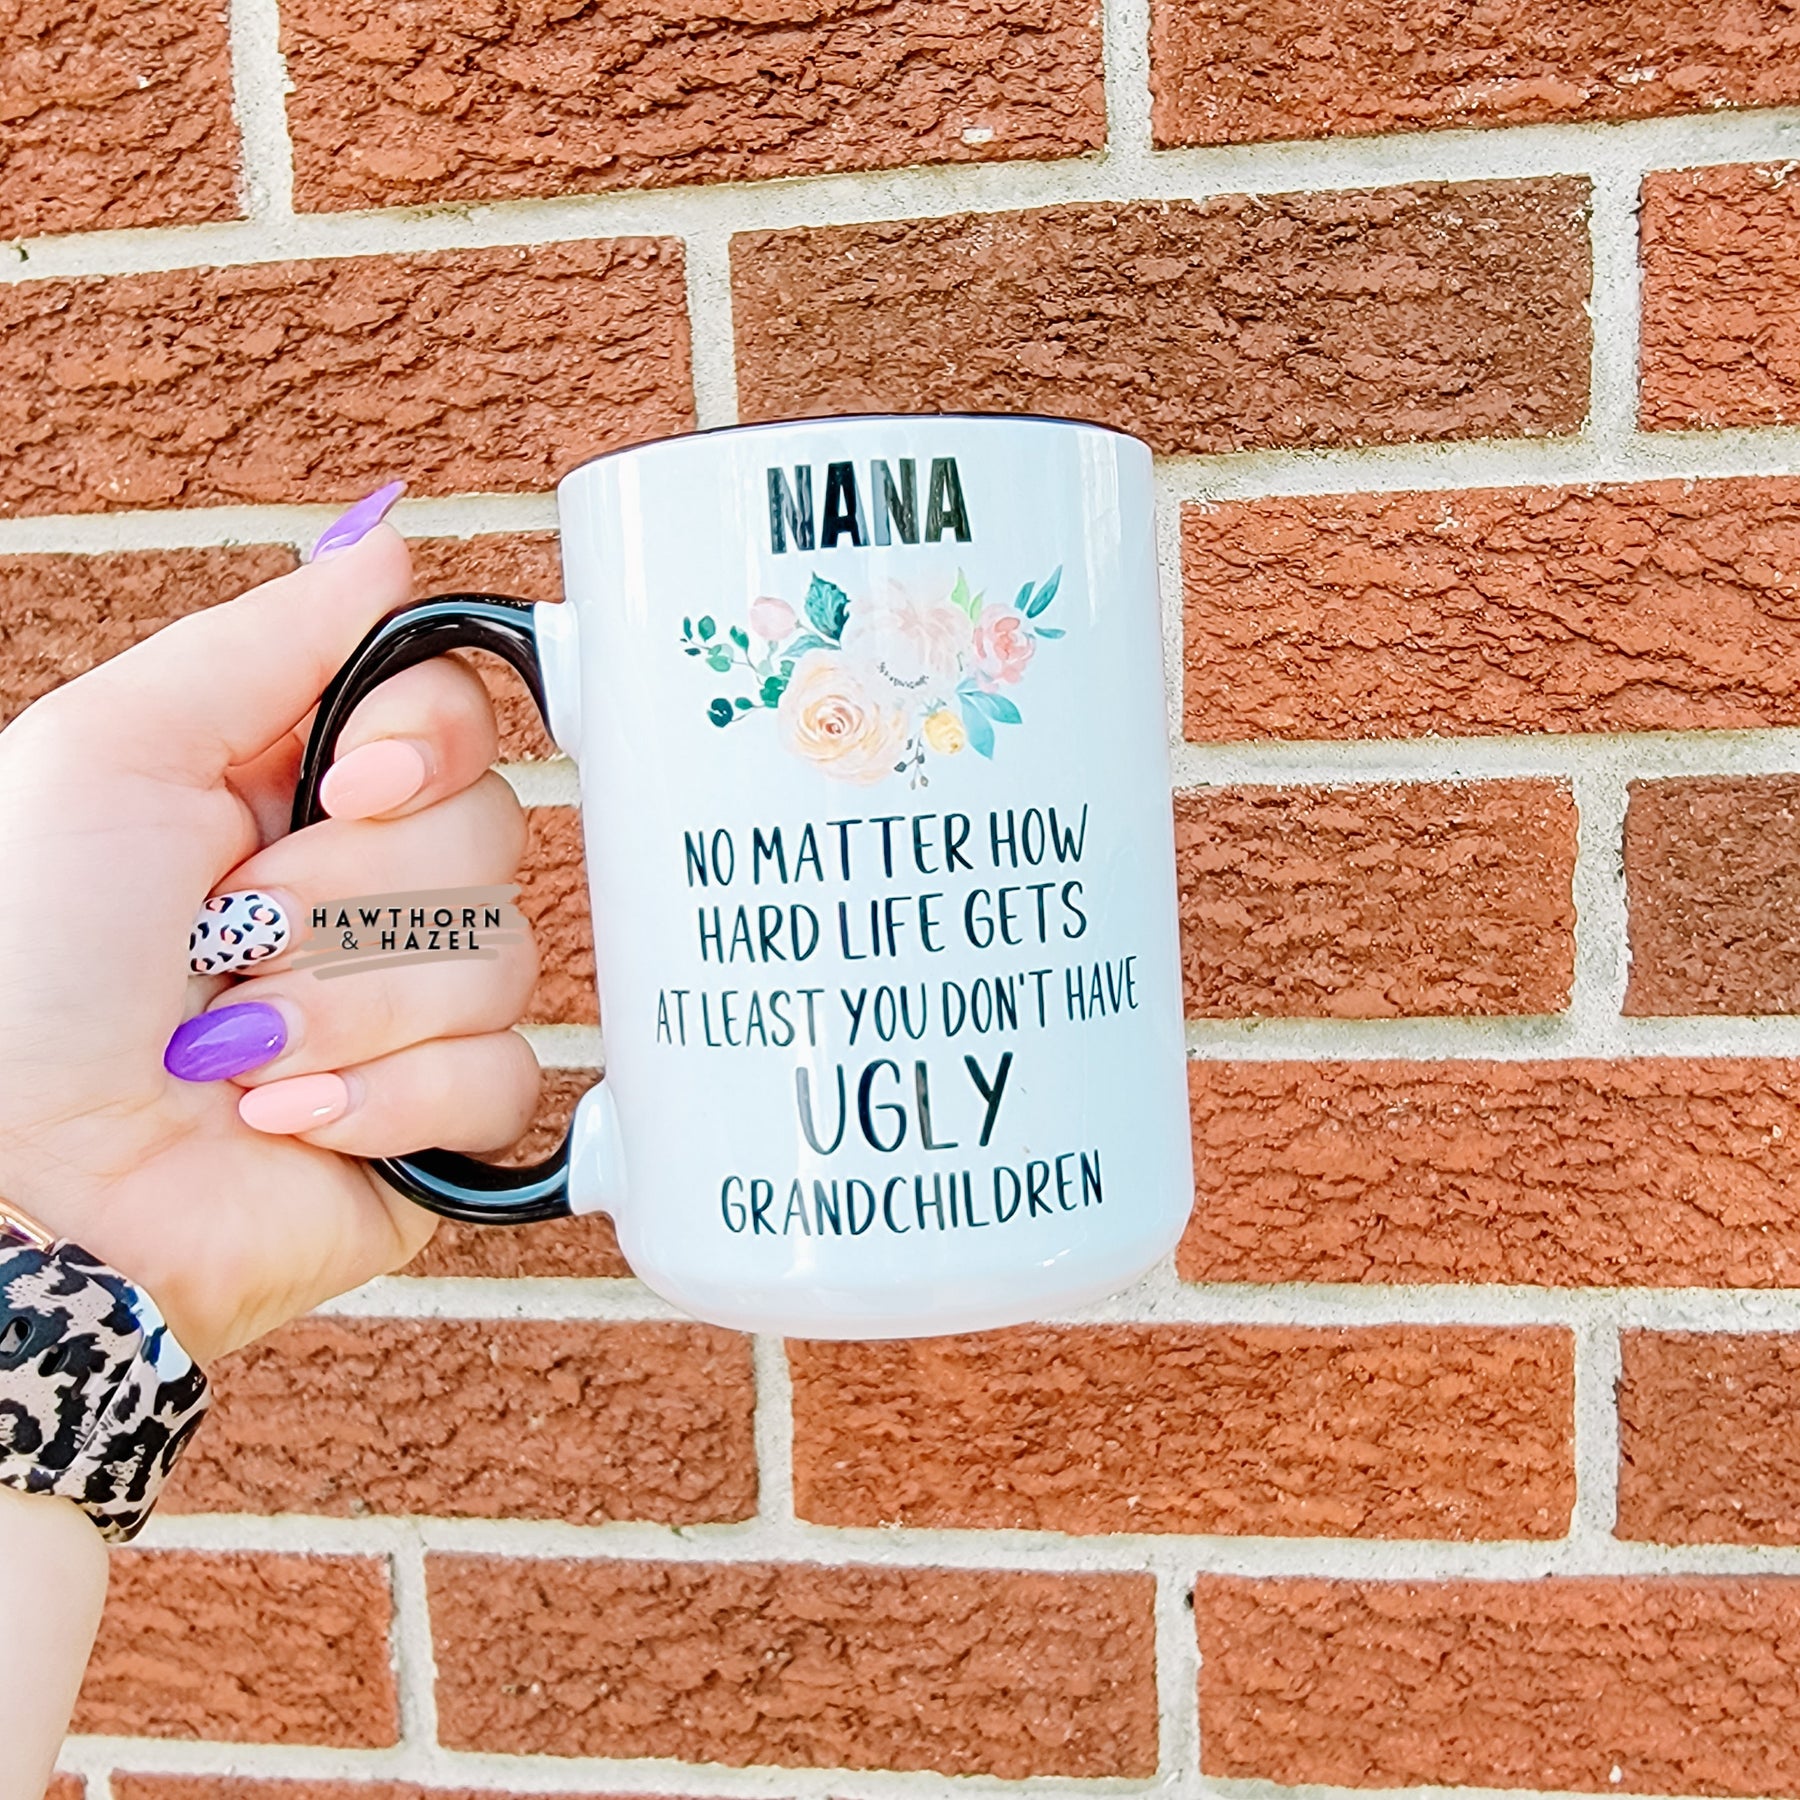 NANA
NO MATTER HOW
HARD LIFE GETS
AT LEAST YOU DON'T HAVE
UGLY
GRANDCHILDREN
HAWTHORN
& HAZEL